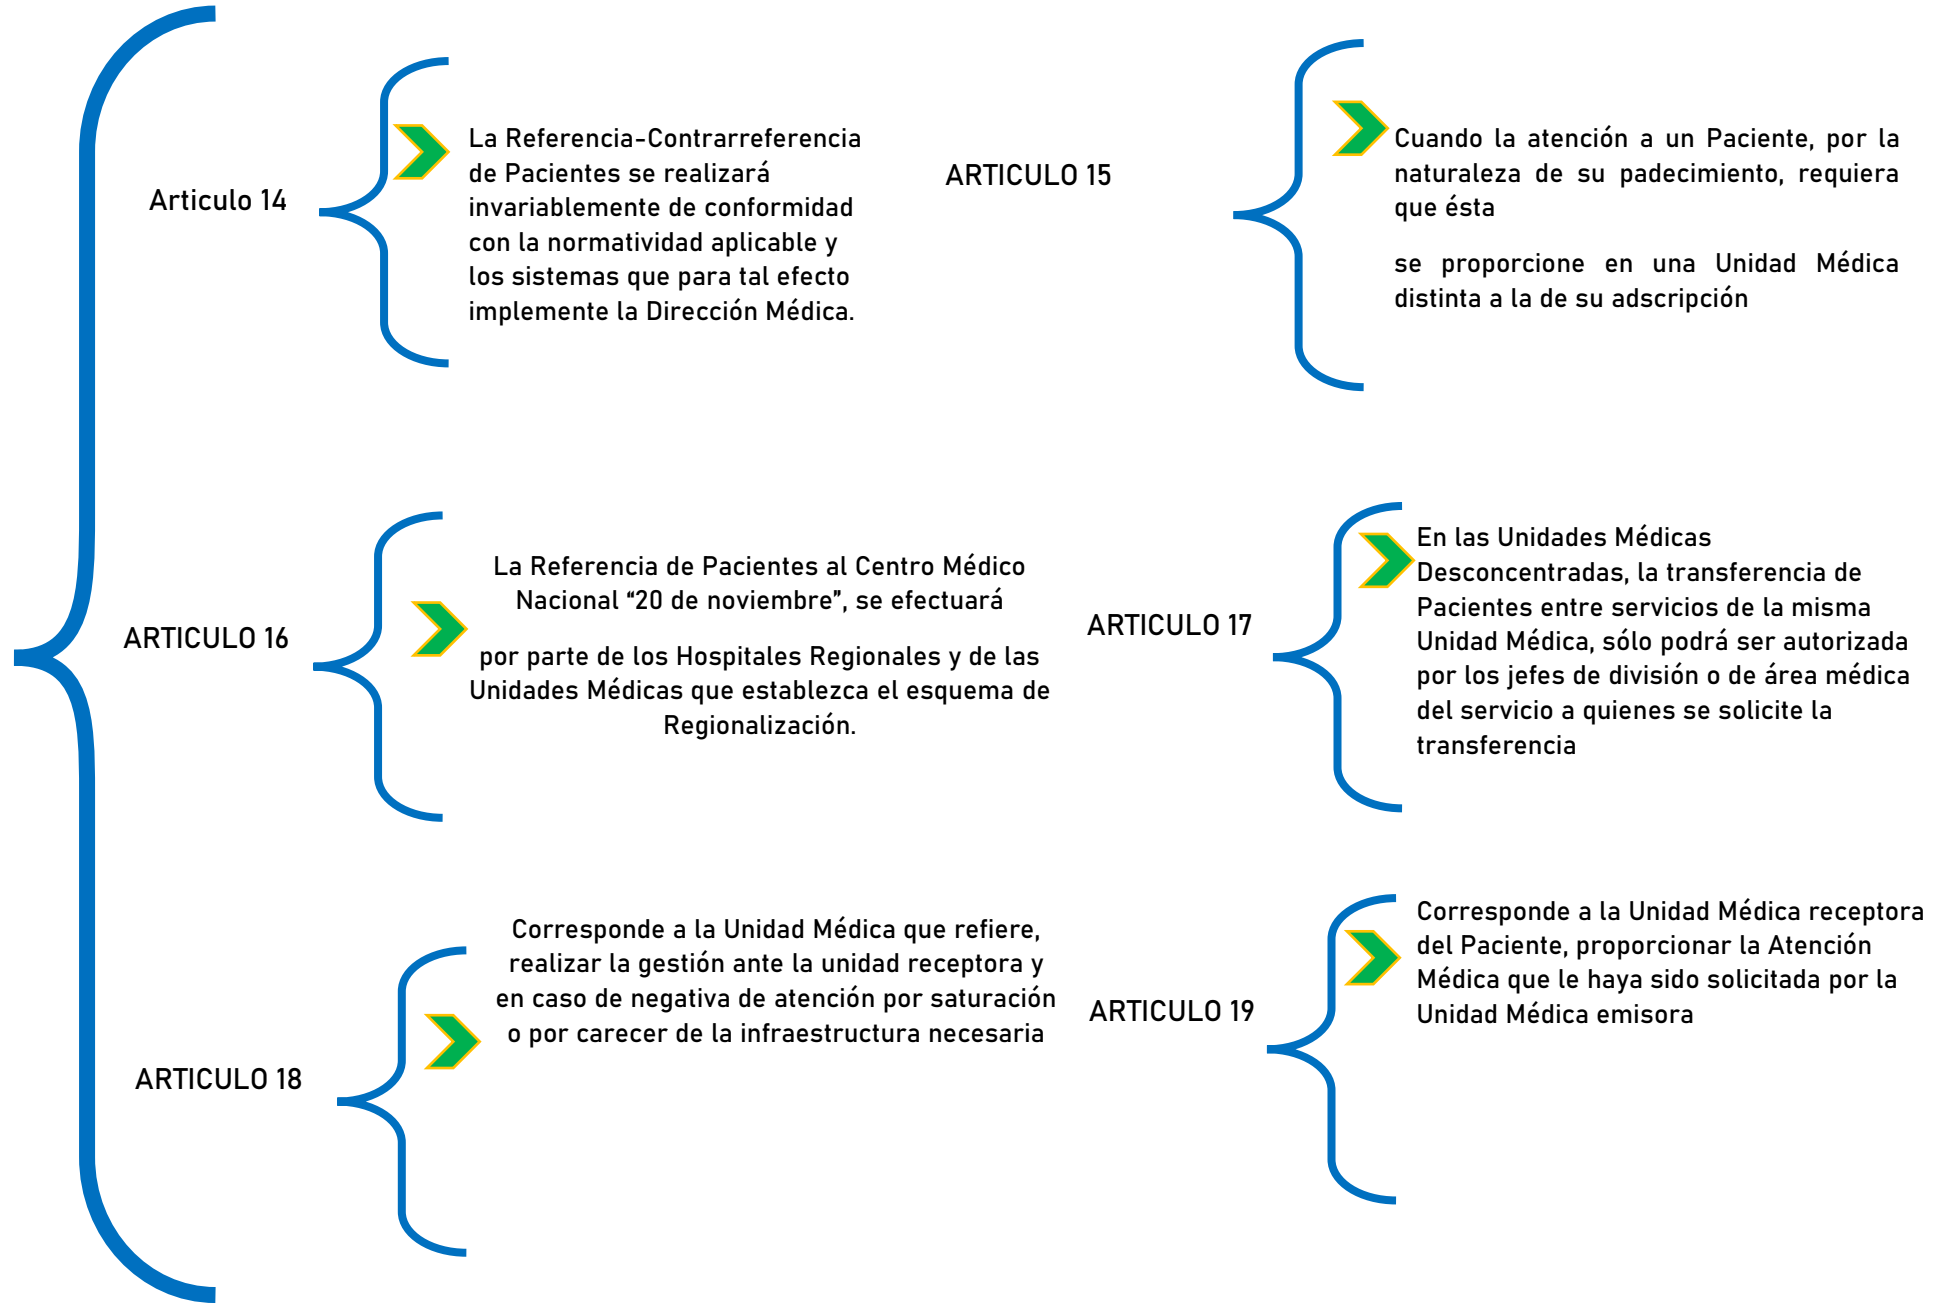 Articulo 14
La Referencia-Contrarreferencia
de Pacientes se realizará
invariablemente de conformidad
con la normatividad aplicable y
los sistemas que para tal efecto
implemente la Dirección Médica.
ARTICULO 15
Cuando la atención a un Paciente, por la
naturaleza de su padecimiento, requiera
que ésta
se proporcione en una Unidad Médica
distinta a la de su adscripción
ARTICULO 16
La Referencia de Pacientes al Centro Médico
Nacional “20 de noviembre”, se efectuará
por parte de los Hospitales Regionales y de las
Unidades Médicas que establezca el esquema de
Regionalización.
ARTICULO 17
En las Unidades Médicas
Desconcentradas, la transferencia de
Pacientes entre servicios de la misma
Unidad Médica, sólo podrá ser autorizada
por los jefes de división o de área médica
del servicio a quienes se solicite la
transferencia
ARTICULO 18
Corresponde a la Unidad Médica que refiere,
realizar la gestión ante la unidad receptora y
en caso de negativa de atención por saturación
o por carecer de la infraestructura necesaria
ARTICULO 19
Corresponde a la Unidad Médica receptora
del Paciente, proporcionar la Atención
Médica que le haya sido solicitada por la
Unidad Médica emisora